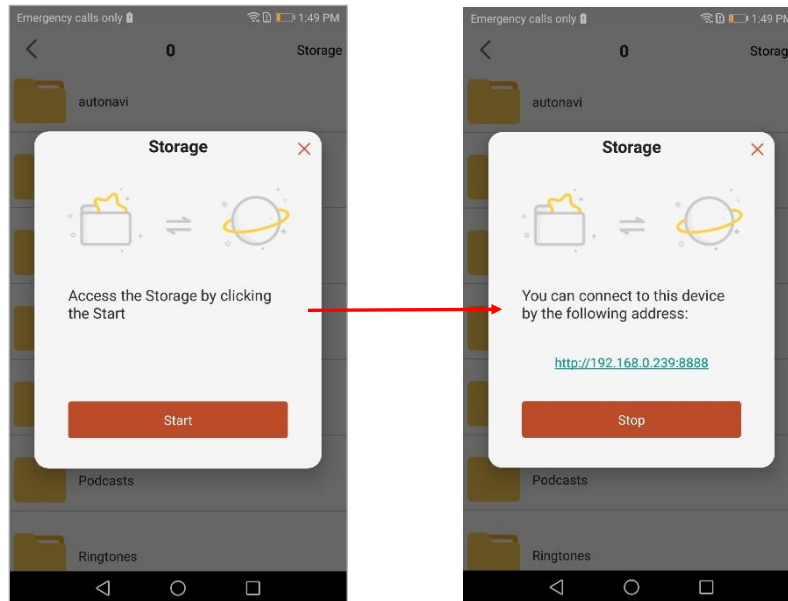 Emergency calls only 1:49 PM
0 Storage
autonavi
Storage
Access the Storage by clicking
the Start
Start
Podcasts
Ringtones
Emergency calls only 1:49 PM
0 Storag
autonavi
Storage
You can connect to this device
by the following address:
http://192.168.0.239:8888
Stop
Podcasts
Ringtones